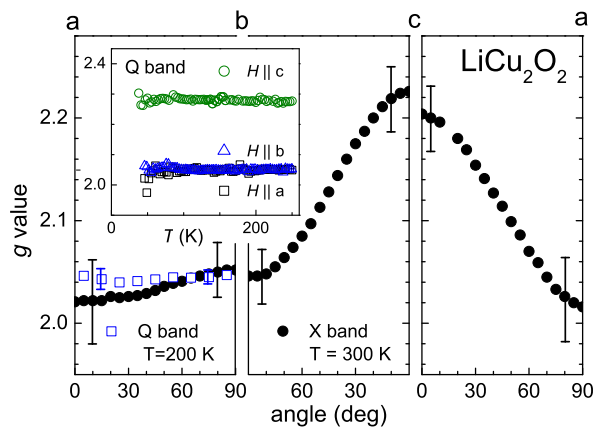 a b c a
LiCu₂O₂
Q band
H || c
H || b
H || a
2.4
2.0
100 200
T (K)
g value
2.2
2.1
2.0
Q band
T=200 K
X band
T = 300 K
0 30 60 90 60 30 0 30 60 90
angle (deg)